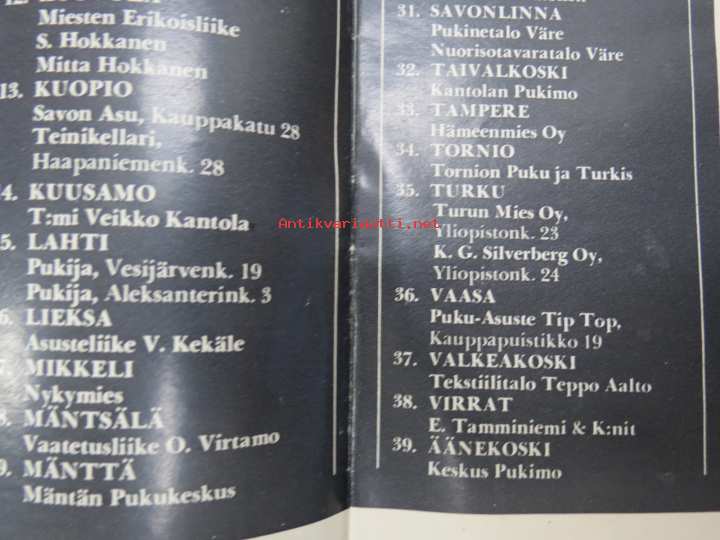 Miesten Erikoisliike
S. Hokkanen
Mitta Hokkanen
13. KUOPIO
Savon Asu, Kauppakatu 28
Teinikellari,
Haapaniemenk. 28
14. KUUSAMO
T:mi Veikko Kantola
5. LAHTI
Pukija, Vesijärvenk. 19
Pukija, Aleksanterink. 3
6. LIEKSA
Asusteliike V. Kekäle
7. MIKKELI
Nykymies
8. MÄNTSÄLÄ
Vaatetusliike O. Virtamo
9. MÄNTTÄ
Mäntän Pukukeskus
31. SAVONLINNA
Pukinetalo Väre
Nuorisotavaratalo Väre
32. TAIVALKOSKI
Kantolan Pukimo
33. TAMPERE
Hämeenmies Oy
34. TORNIO
Tornion Puku ja Turkis
35. TURKU
Turun Mies Oy,
Yliopistonk. 23
K. G. Silverberg Oy,
Yliopistonk. 24
36. VAASA
Puku-Asuste Tip Top,
Kauppapuistikko 19
37. VALKEAKOSKI
Tekstiilitalo Teppo Aalto
38. VIRRAT
E. Tamminiemi & K:nit
39. ÄÄNEKOSKI
Keskus Pukimo
Antikvariaatti.net